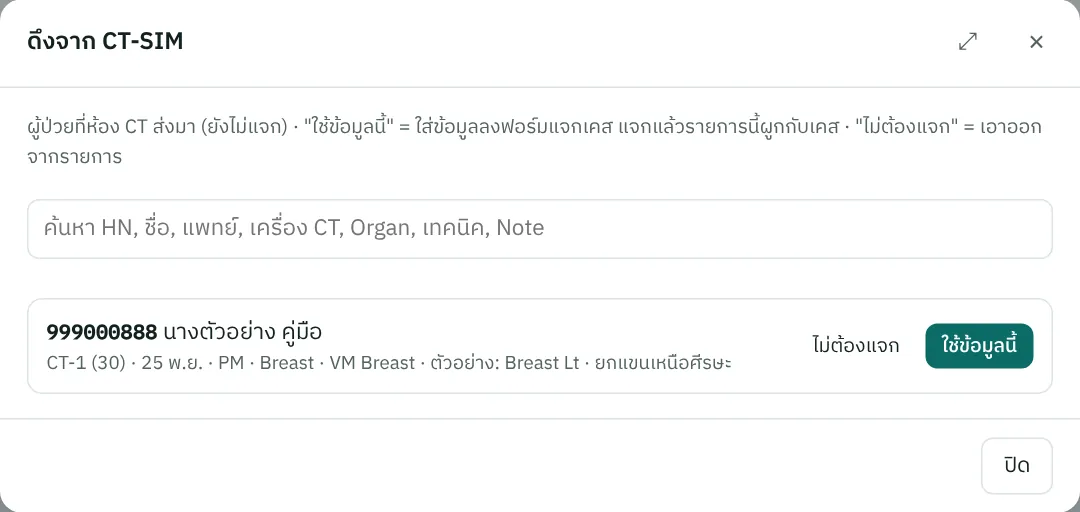 ดึงจาก CT-SIM
ผู้ป่วยที่ห้อง CT ส่งมา (ยังไม่แจก) · "ใช้ข้อมูลนี้" = ใส่ข้อมูลลงฟอร์มแจกเคส แจกแล้วรายการนี้ผูกกับเคส · "ไม่ต้องแจก" = เอาออก
จากรายการ
ค้นหา HN, ชื่อ, แพทย์, เครื่อง CT, Organ, เทคนิค, Note
999000888 นางตัวอย่าง คู่มือ
CT-1 (30) · 25 พ.ย. · PM · Breast · VM Breast · ตัวอย่าง: Breast Lt · ยกแขนเหนือศีรษะ
ไม่ต้องแจก
ใช้ข้อมูลนี้
ปิด